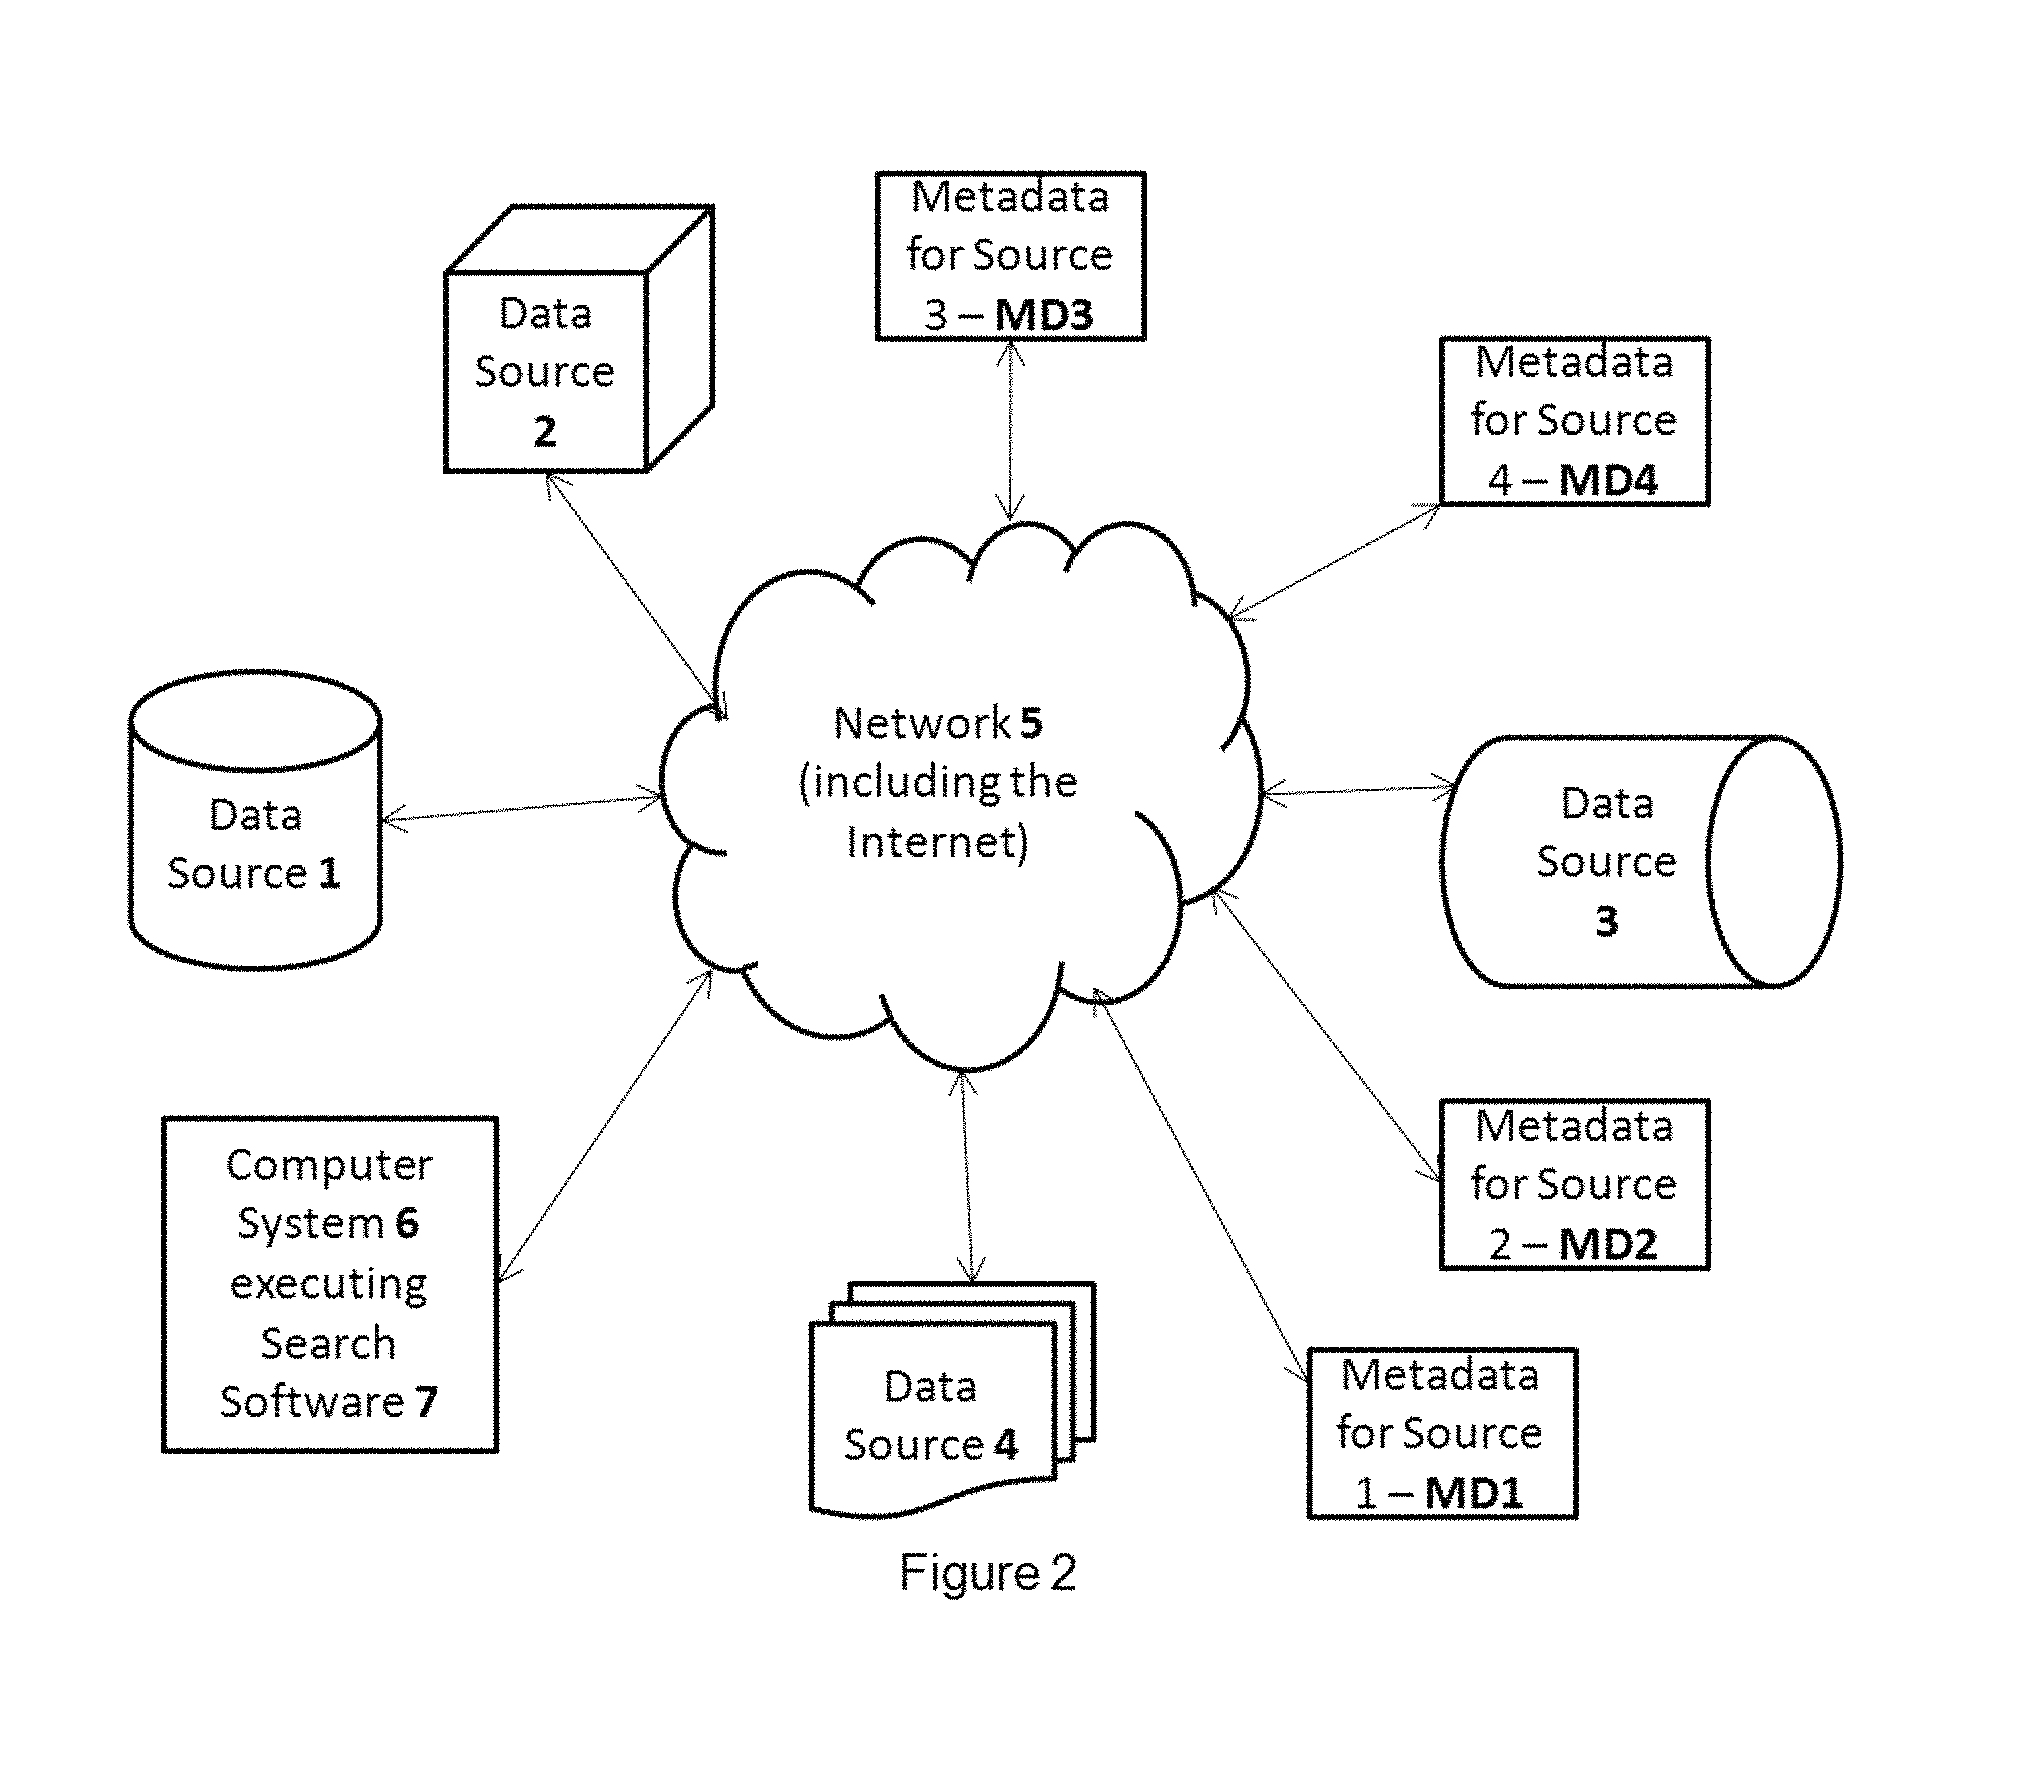 Metadata
for Source
3 – MD3
Data
Source
2
Metadata
for Source
4 – MD4
Network 5
(including the
Internet)
Data
Source 1
Data
Source
3
Computer
System 6
executing
Search
Software 7
Metadata
for Source
2 – MD2
Data
Source 4
Metadata
for Source
1 – MD1
Figure 2